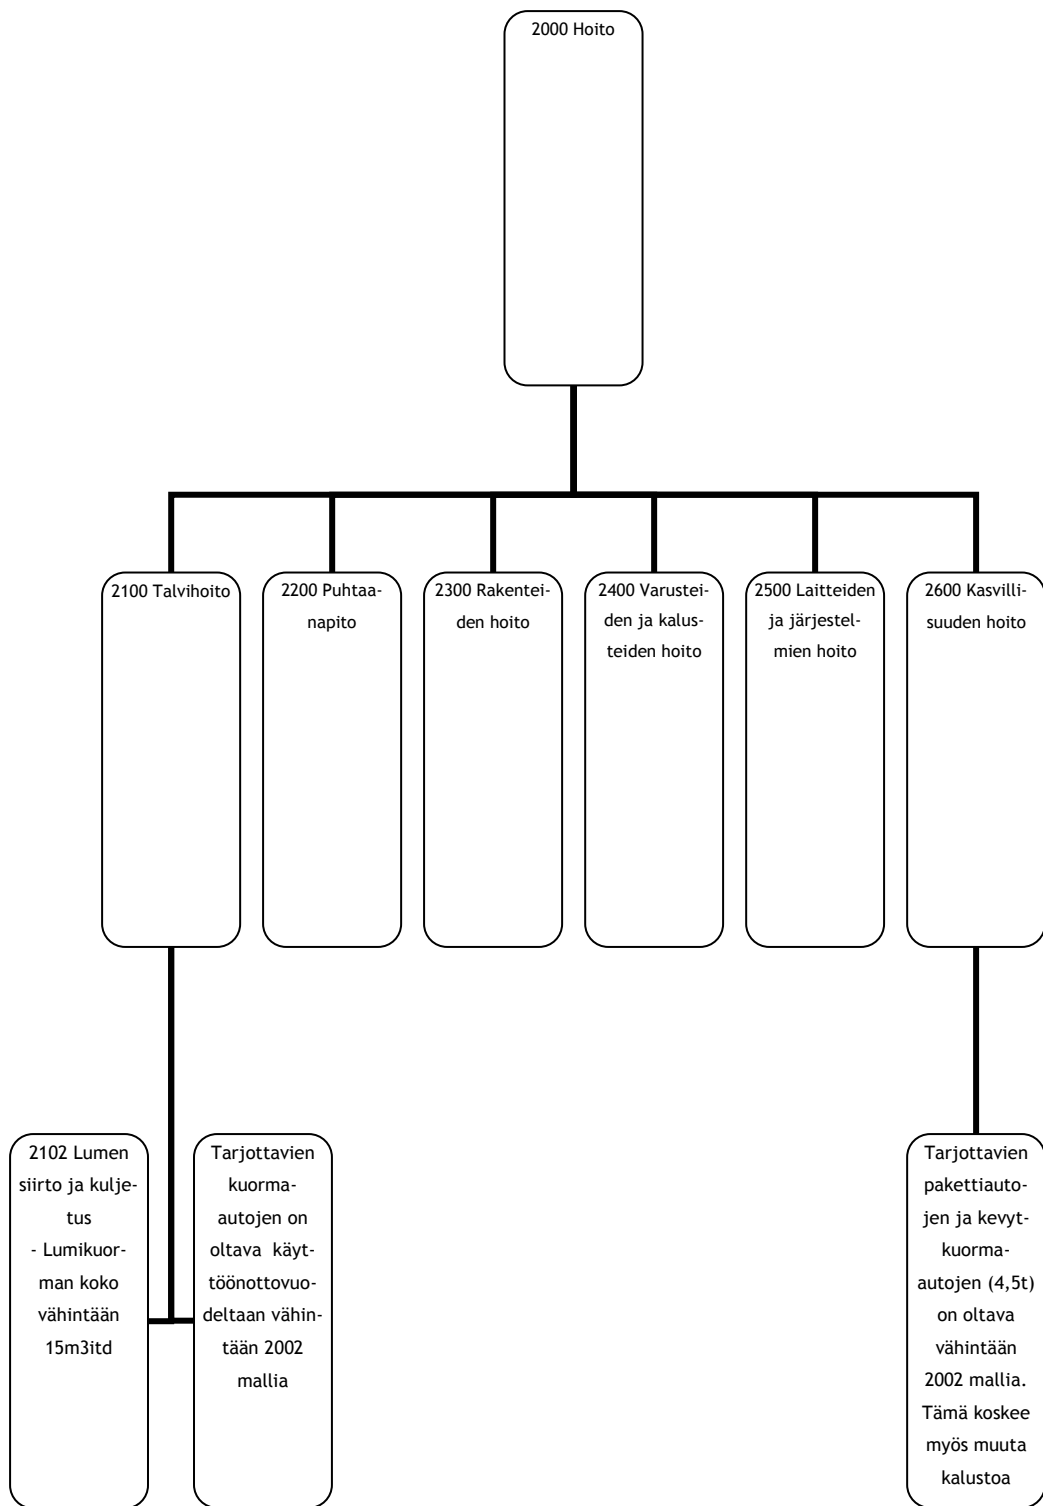 2000 Hoito
2100 Talvihoito
2200 Puhtaa-
napito
2300 Rakentei-
den hoito
2400 Varustei-
den ja kalus-
teiden hoito
2500 Laitteiden
ja järjestel-
mien hoito
2600 Kasvilli-
suuden hoito
2102 Lumen
siirto ja kulje-
tus
- Lumikuor-
man koko
vähintään
15m3itd
Tarjottavien
kuorma-
autojen on
oltava  käyt-
töönottovuo-
deltaan vähin-
tään 2002
mallia
Tarjottavien
pakettiauto-
jen ja kevyt-
kuorma-
autojen (4,5t)
on oltava
vähintään
2002 mallia.
Tämä koskee
myös muuta
kalustoa